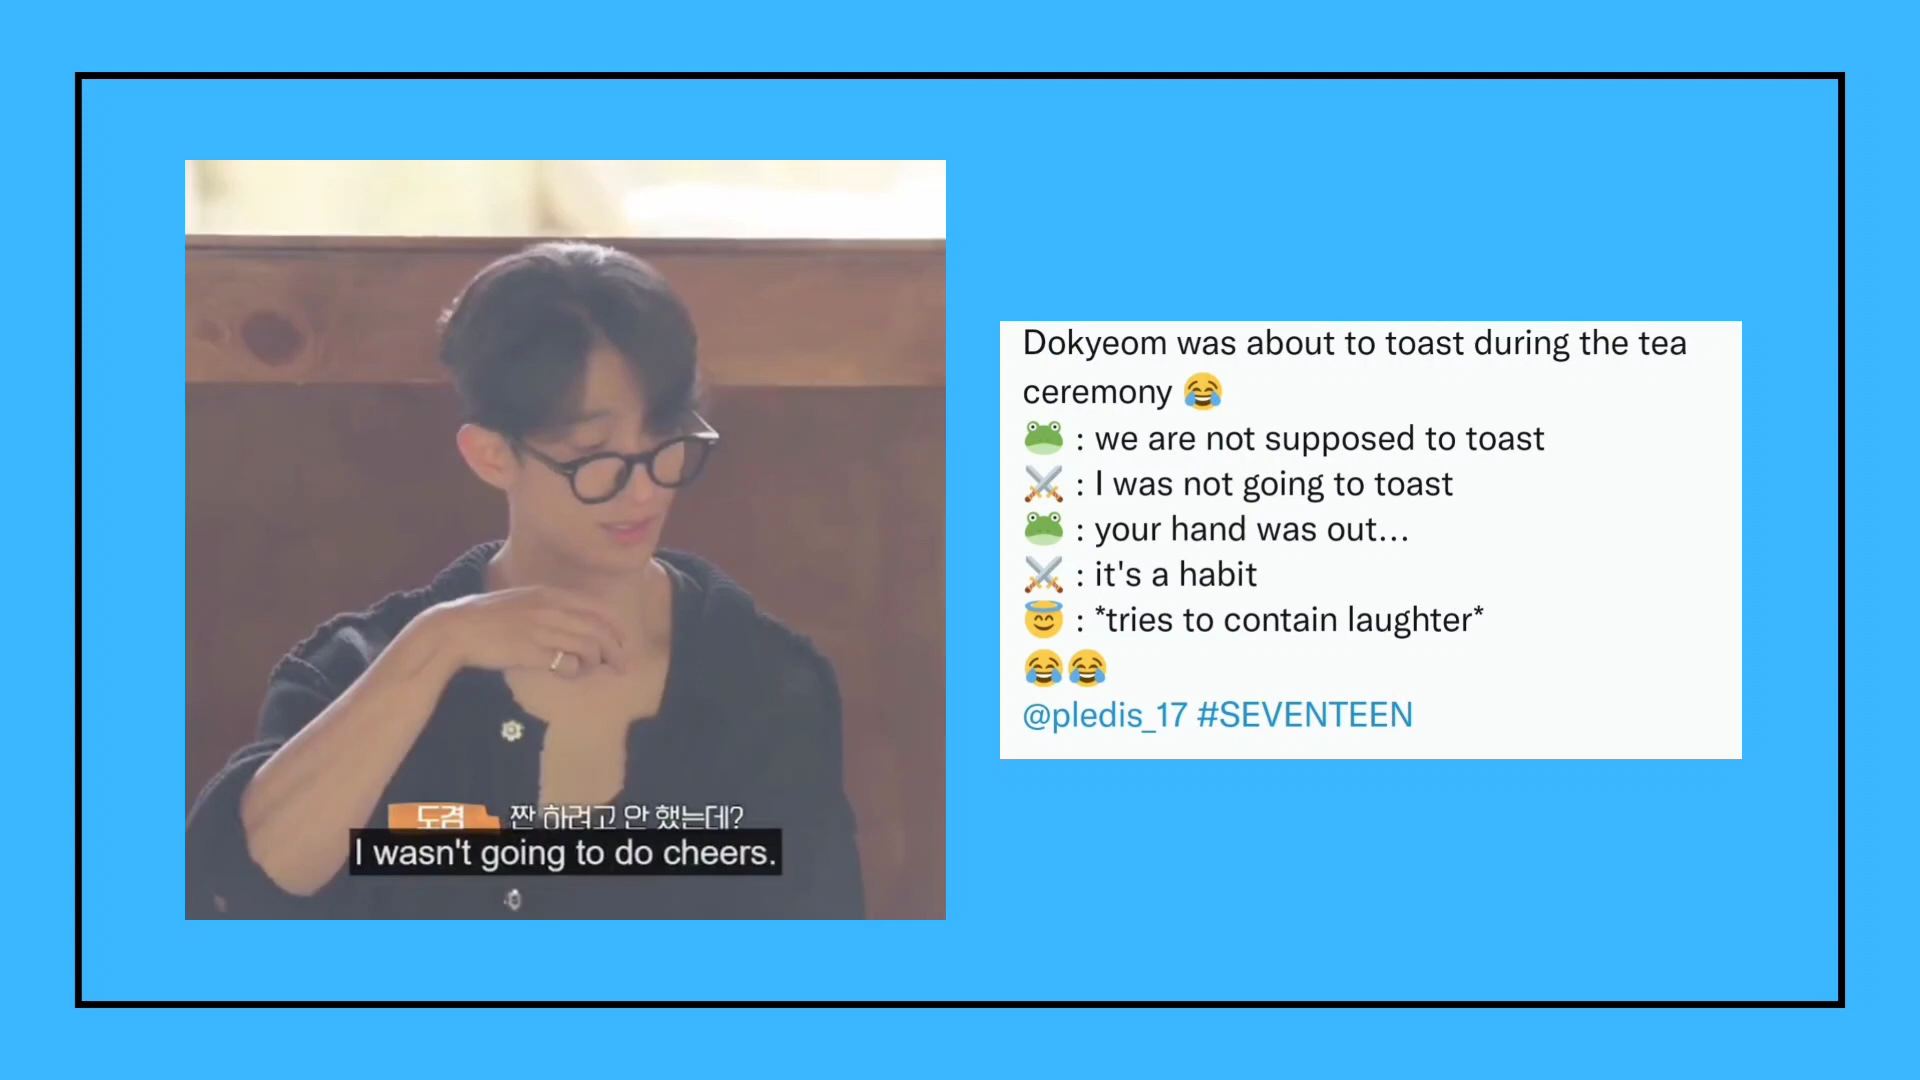 도겸 짠 하려고 안 했는데?
I wasn't going to do cheers.
Dokyeom was about to toast during the tea
ceremony 😂
🐸 : we are not supposed to toast
⚔️ : I was not going to toast
🐸 : your hand was out...
⚔️ : it's a habit
😇 : *tries to contain laughter*
😂😂
@pledis_17 #SEVENTEEN